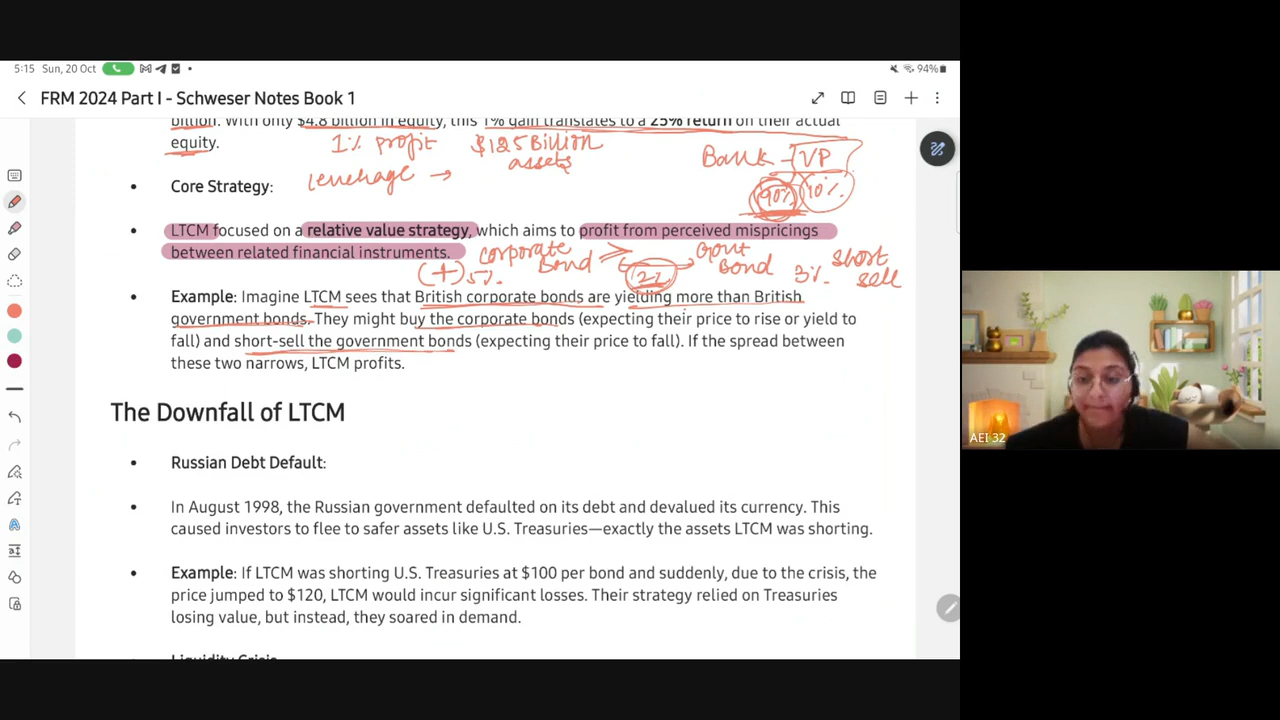 5:15 Sun, 20 Oct
94%
FRM 2024 Part I - Schweser Notes Book 1
billion. With only $4.8 billion in equity, this 1% gain translates to a 25% return on their actual
equity.
1% profit $125 Billion
assets
Bank - VP
leverage →
90% 10%
• Core Strategy:
• LTCM focused on a relative value strategy, which aims to profit from perceived mispricings
between related financial instruments.
corporate Bond Govt Bond
(+) 5% 2% 3% short sell
• Example: Imagine LTCM sees that British corporate bonds are yielding more than British
government bonds. They might buy the corporate bonds (expecting their price to rise or yield to
fall) and short-sell the government bonds (expecting their price to fall). If the spread between
these two narrows, LTCM profits.
The Downfall of LTCM
• Russian Debt Default:
• In August 1998, the Russian government defaulted on its debt and devalued its currency. This
caused investors to flee to safer assets like U.S. Treasuries—exactly the assets LTCM was shorting.
• Example: If LTCM was shorting U.S. Treasuries at $100 per bond and suddenly, due to the crisis, the
price jumped to $120, LTCM would incur significant losses. Their strategy relied on Treasuries
losing value, but instead, they soared in demand.
Liquidity Crisis
AEI 32